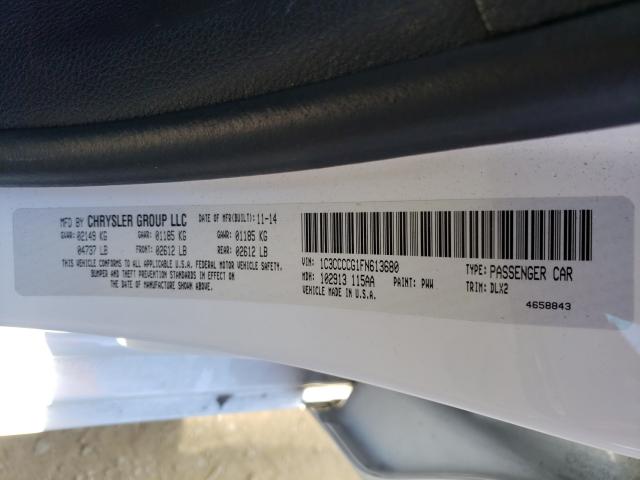 MFD BY CHRYSLER GROUP LLC DATE OF MFR(BUILT): 11-14
GVWR: 02149 KG GAWR: 01185 KG GAWR: 01185 KG
04737 LB FRONT: 02612 LB REAR: 02612 LB
THIS VEHICLE CONFORMS TO ALL APPLICABLE U.S.A. FEDERAL MOTOR VEHICLE SAFETY,
BUMPER AND THEFT PREVENTION STANDARDS IN EFFECT
ON THE DATE OF MANUFACTURE SHOWN ABOVE.
VIN: 1C3CCCCG1FN613680 TYPE: PASSENGER CAR
MDH: 102913 115AA PAINT: PWW TRIM: DLX2
VEHICLE MADE IN U.S.A.
4658843